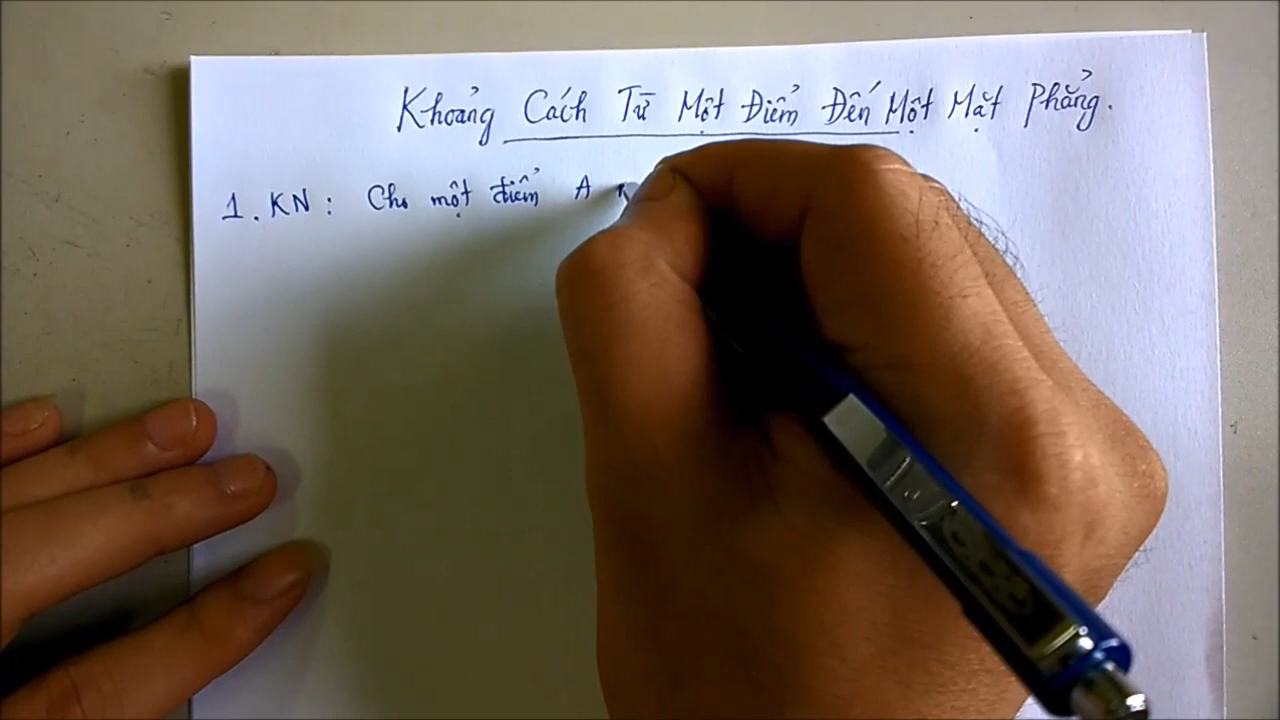 Khoảng Cách Từ Một Điểm Đến Một Mặt Phẳng.
1. KN : Cho một điểm A